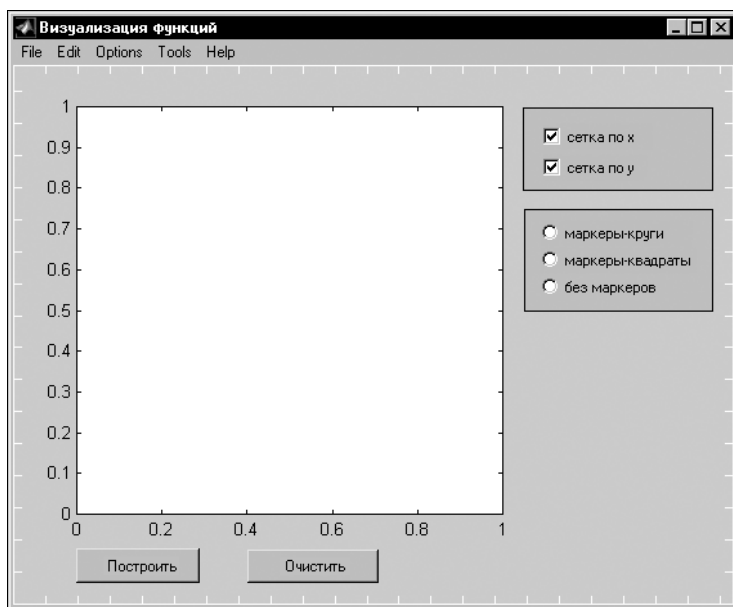 Визуализация функций
File Edit Options Tools Help
1
0.9
0.8
0.7
0.6
0.5
0.4
0.3
0.2
0.1
0
0 0.2 0.4 0.6 0.8 1
сетка по x
сетка по y
маркеры-круги
маркеры-квадраты
без маркеров
Построить Очистить